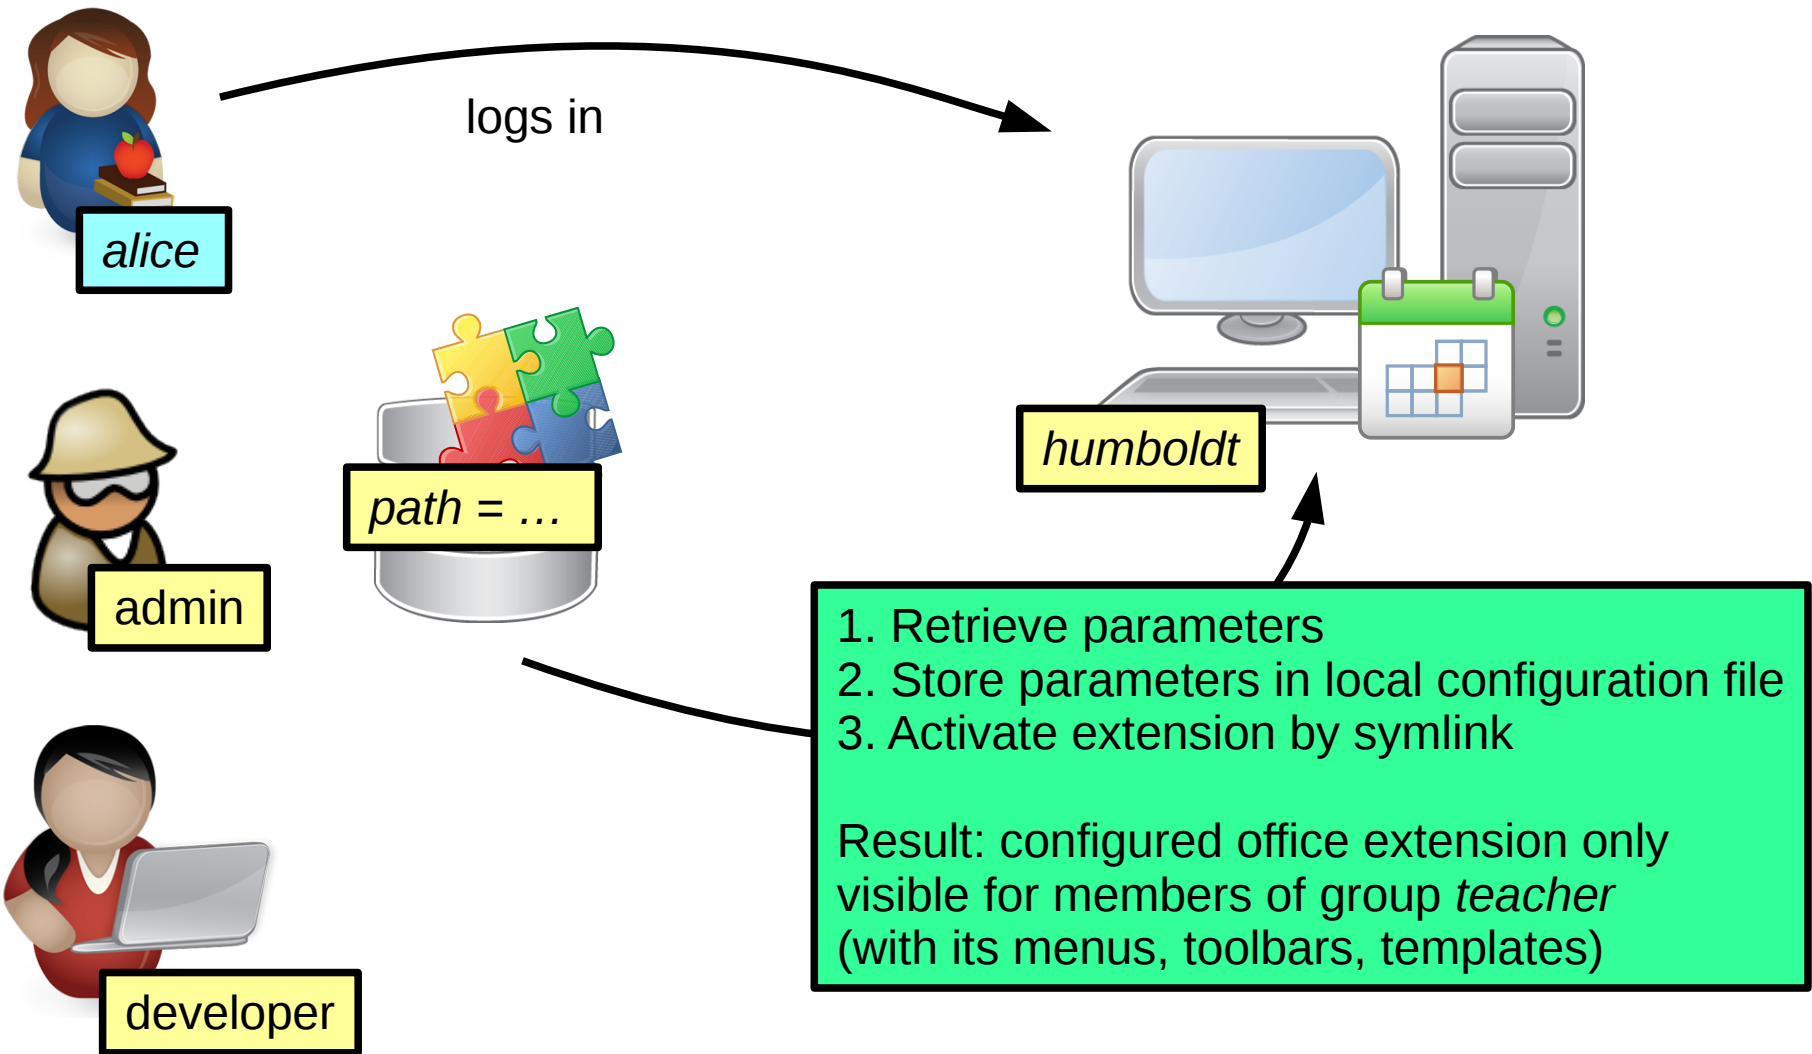 logs in
alice
humboldt
path = …
admin
1. Retrieve parameters
2. Store parameters in local configuration file
3. Activate extension by symlink
Result: configured office extension only
visible for members of group teacher
(with its menus, toolbars, templates)
developer